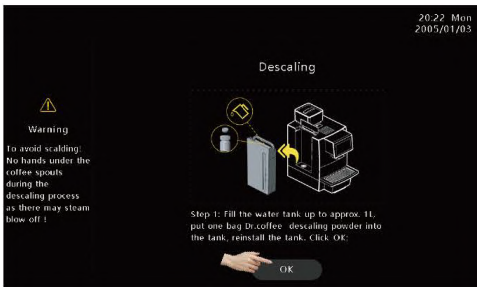 20:22 Mon
2005/01/03
Descaling
Warning
To avoid scalding!
No hands under the
coffee spouts
during the
descaling process
as there may steam
blow off !
Step 1: Fill the water tank up to approx. 1L,
put one bag Dr.coffee descaling powder into
the tank, reinstall the tank. Click OK;
OK